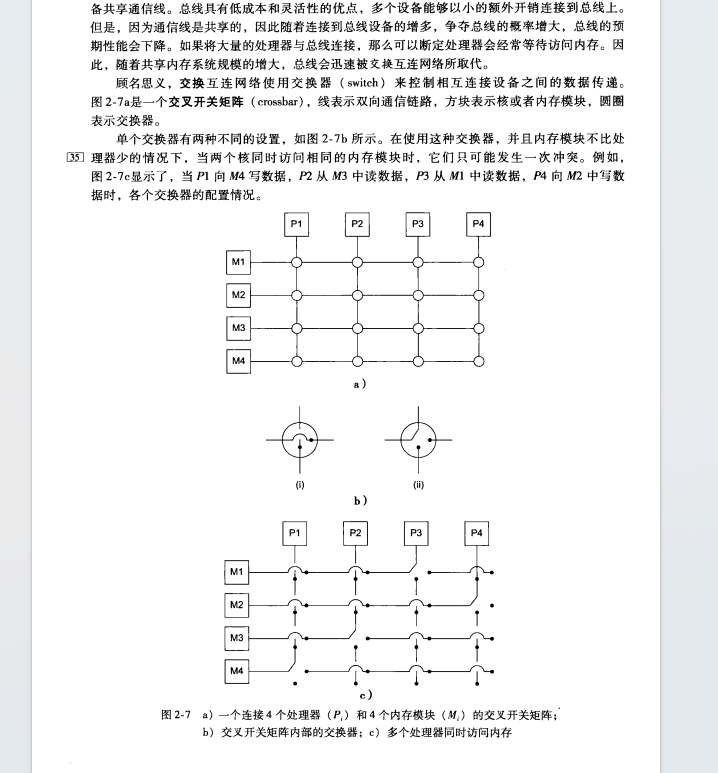 备共享通信线。总线具有低成本和灵活性的优点，多个设备能够以小的额外开销连接到总线上。
但是，因为通信线是共享的，因此随着连接到总线设备的增多，争夺总线的概率增大，总线的预
期性能会下降。如果将大量的处理器与总线连接，那么可以断定处理器会经常等待访问内存。因
此，随着共享内存系统规模的增大，总线会迅速被交换互连网络所取代。
顾名思义，交换互连网络使用交换器（switch）来控制相互连接设备之间的数据传递。
图2-7a是一个交叉开关矩阵（crossbar），线表示双向通信链路，方块表示核或者内存模块，圆圈
表示交换器。
单个交换器有两种不同的设置，如图2-7b 所示。在使用这种交换器，并且内存模块不比处
35 理器少的情况下，当两个核同时访问相同的内存模块时，它们只可能发生一次冲突。例如，
图2-7c显示了，当P1 向M4 写数据，P2 从M3 中读数据，P3 从M1 中读数据，P4 向M2 中写数
据时，各个交换器的配置情况。
P1 P2 P3 P4
M1
M2
M3
M4
a）
(i) (ii)
b）
P1 P2 P3 P4
M1
M2
M3
M4
c）
图2-7 a）一个连接4 个处理器（Pi）和4 个内存模块（Mi）的交叉开关矩阵；
b）交叉开关矩阵内部的交换器；c）多个处理器同时访问内存